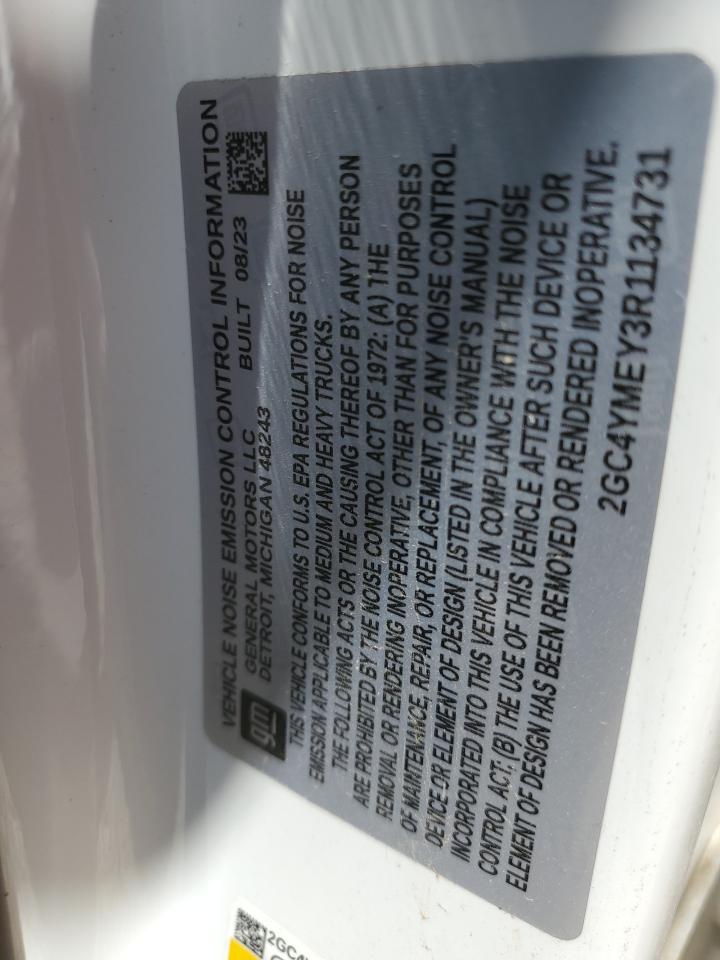 VEHICLE NOISE EMISSION CONTROL INFORMATION
gm
GENERAL MOTORS LLC BUILT 08/23
DETROIT, MICHIGAN 48243
THIS VEHICLE CONFORMS TO U.S. EPA REGULATIONS FOR NOISE
EMISSION APPLICABLE TO MEDIUM AND HEAVY TRUCKS.
THE FOLLOWING ACTS OR THE CAUSING THEREOF BY ANY PERSON
ARE PROHIBITED BY THE NOISE CONTROL ACT OF 1972: (A) THE
REMOVAL OR RENDERING INOPERATIVE, OTHER THAN FOR PURPOSES
OF MAINTENANCE, REPAIR, OR REPLACEMENT, OF ANY NOISE CONTROL
DEVICE OR ELEMENT OF DESIGN (LISTED IN THE OWNER'S MANUAL)
INCORPORATED INTO THIS VEHICLE IN COMPLIANCE WITH THE NOISE
CONTROL ACT: (B) THE USE OF THIS VEHICLE AFTER SUCH DEVICE OR
ELEMENT OF DESIGN HAS BEEN REMOVED OR RENDERED INOPERATIVE.
2GC4YMEY3R1134731
2GC4